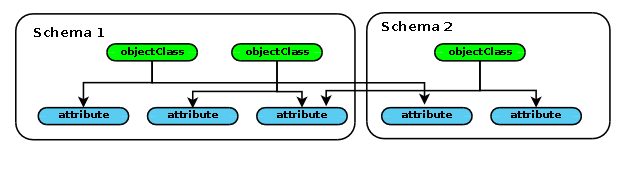 Schema 1
Schema 2
objectClass
objectClass
objectClass
attribute
attribute
attribute
attribute
attribute